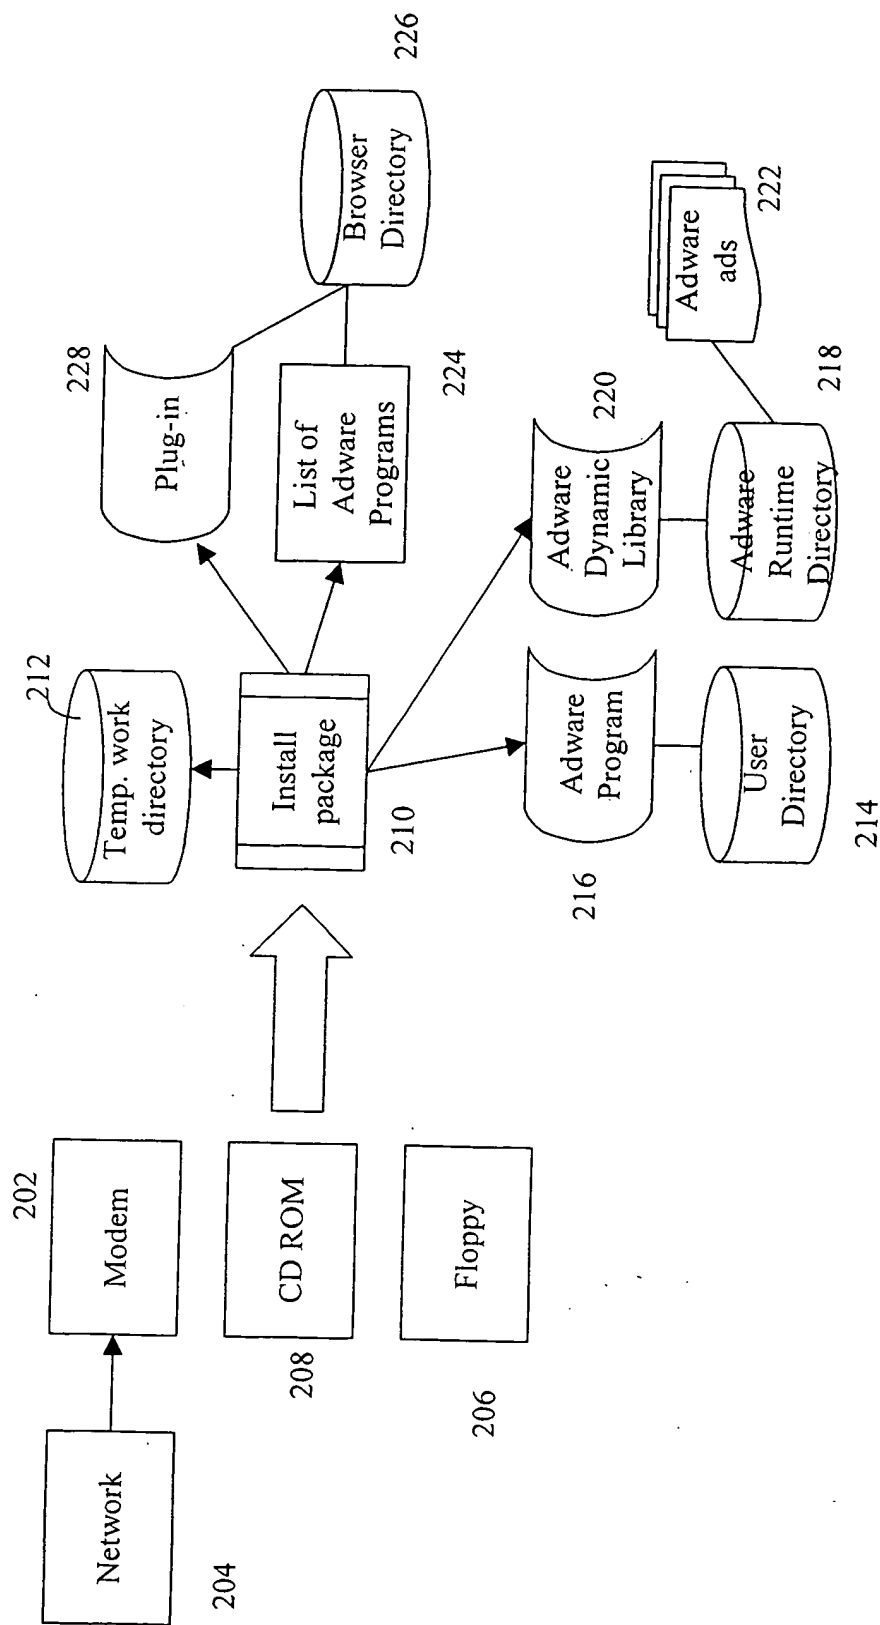 Network
204
Modem
202
CD ROM
208
Floppy
206
Temp. work
directory
212
Install
package
210
Plug-in
228
List of
Adware
Programs
224
Browser
Directory
226
Adware
Program
216
User
Directory
214
Adware
Dynamic
Library
220
Adware
Runtime
Directory
218
Adware
ads
222